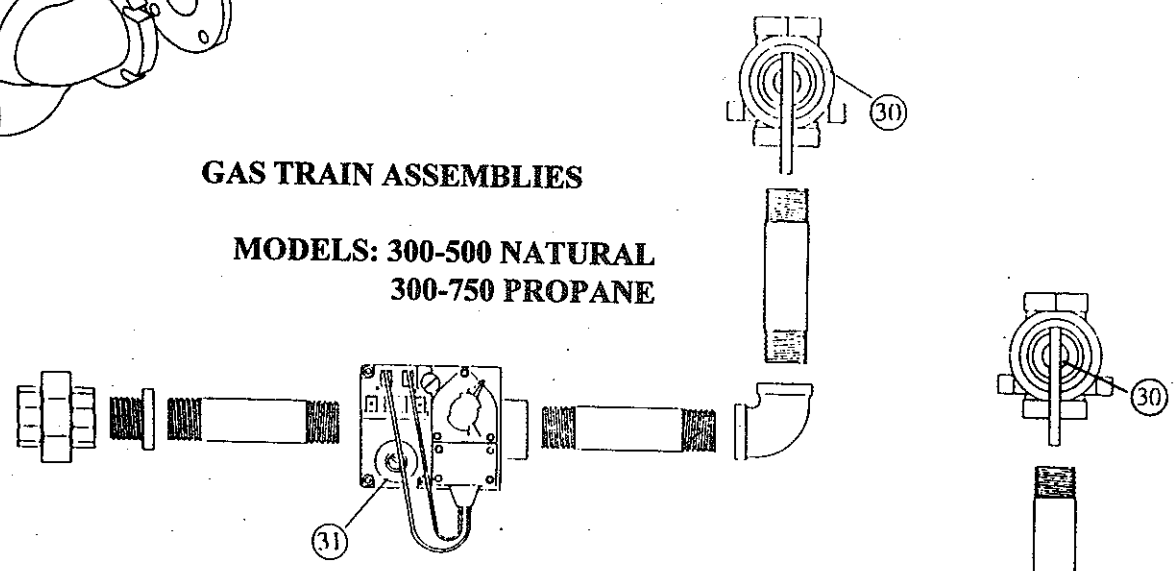 30
GAS TRAIN ASSEMBLIES
MODELS: 300-500 NATURAL
300-750 PROPANE
30
31